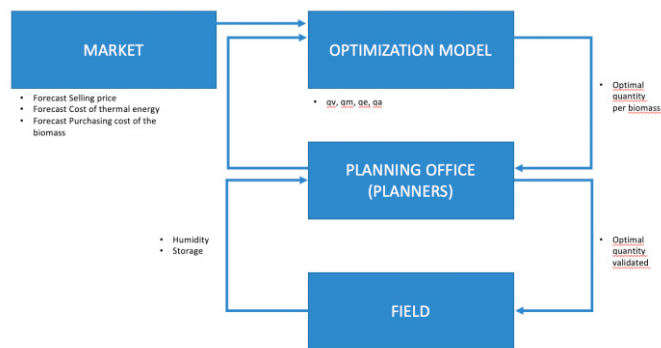 MARKET
OPTIMIZATION MODEL
• Forecast Selling price
• Forecast Cost of thermal energy
• Forecast Purchasing cost of the
biomass
• qv, qm, qe, qa
• Optimal
quantity
per biomass
PLANNING OFFICE
(PLANNERS)
• Humidity
• Storage
• Optimal
quantity
validated
FIELD